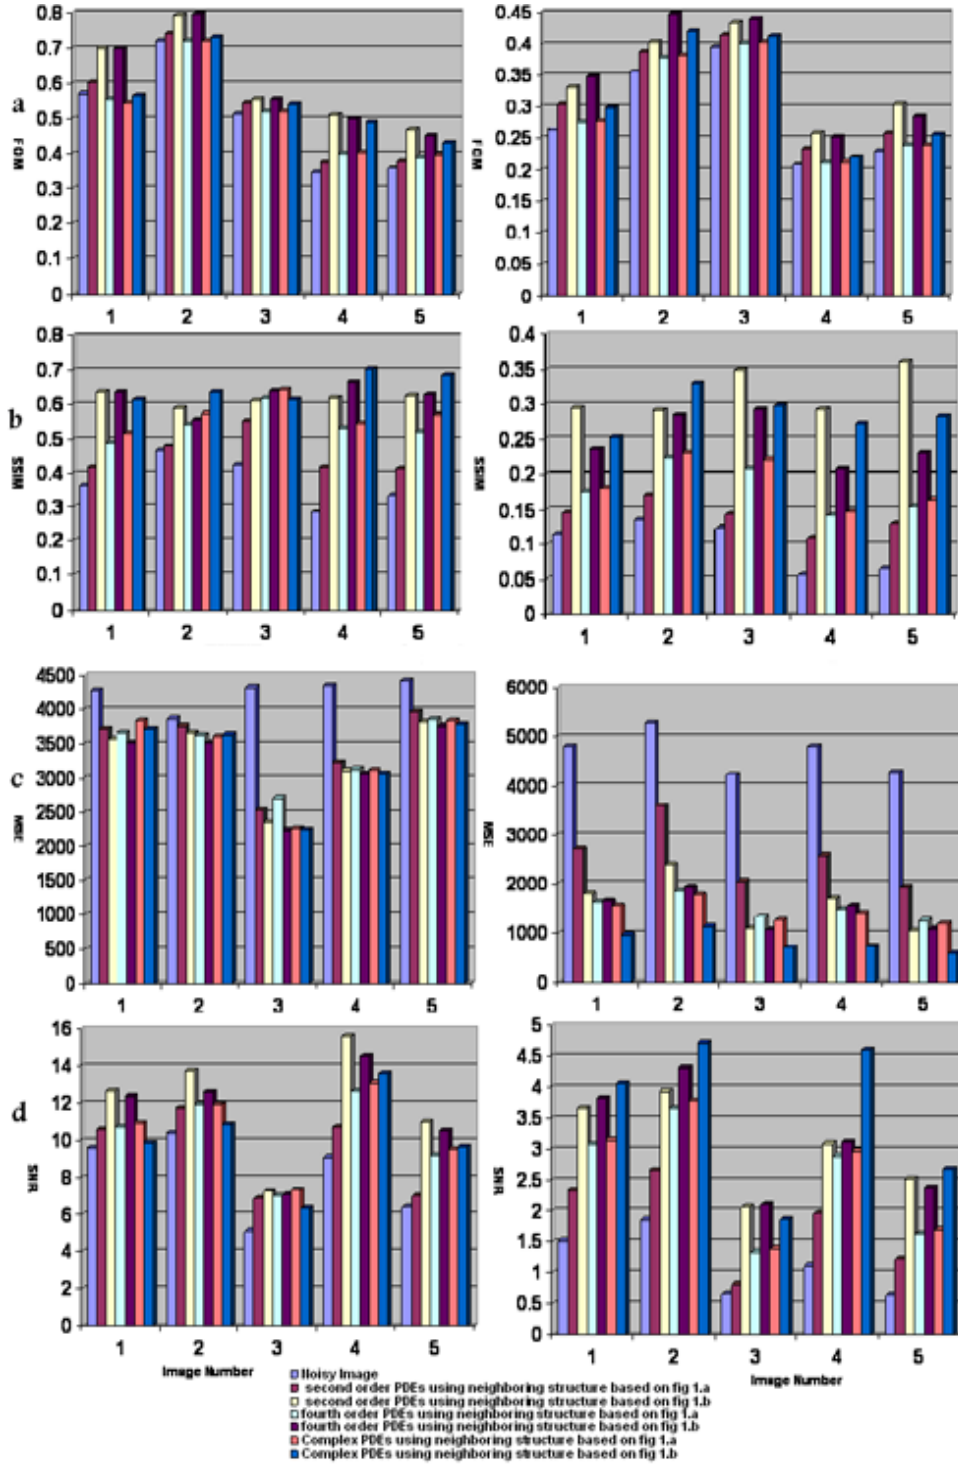 0.8
0.7
0.6
0.5
0.4
0.3
0.2
0.1
0
a
FOM
1 2 3 4 5
0.45
0.4
0.35
0.3
0.25
0.2
0.15
0.1
0.05
0
FOM
1 2 3 4 5
0.8
0.7
0.6
0.5
0.4
0.3
0.2
0.1
0
b
SSIM
1 2 3 4 5
0.4
0.35
0.3
0.25
0.2
0.15
0.1
0.05
0
SSIM
1 2 3 4 5
4500
4000
3500
3000
2500
2000
1500
1000
500
0
c
MSE
1 2 3 4 5
6000
5000
4000
3000
2000
1000
0
MSE
1 2 3 4 5
16
14
12
10
8
6
4
2
0
d
SNR
1 2 3 4 5
Image Number
5
4.5
4
3.5
3
2.5
2
1.5
1
0.5
0
SNR
1 2 3 4 5
Image Number
Noisy Image
second order PDEs using neighboring structure based on fig 1.a
second order PDEs using neighboring structure based on fig 1.b
fourth order PDEs using neighboring structure based on fig 1.a
fourth order PDEs using neighboring structure based on fig 1.b
Complex PDEs using neighboring structure based on fig 1.a
Complex PDEs using neighboring structure based on fig 1.b